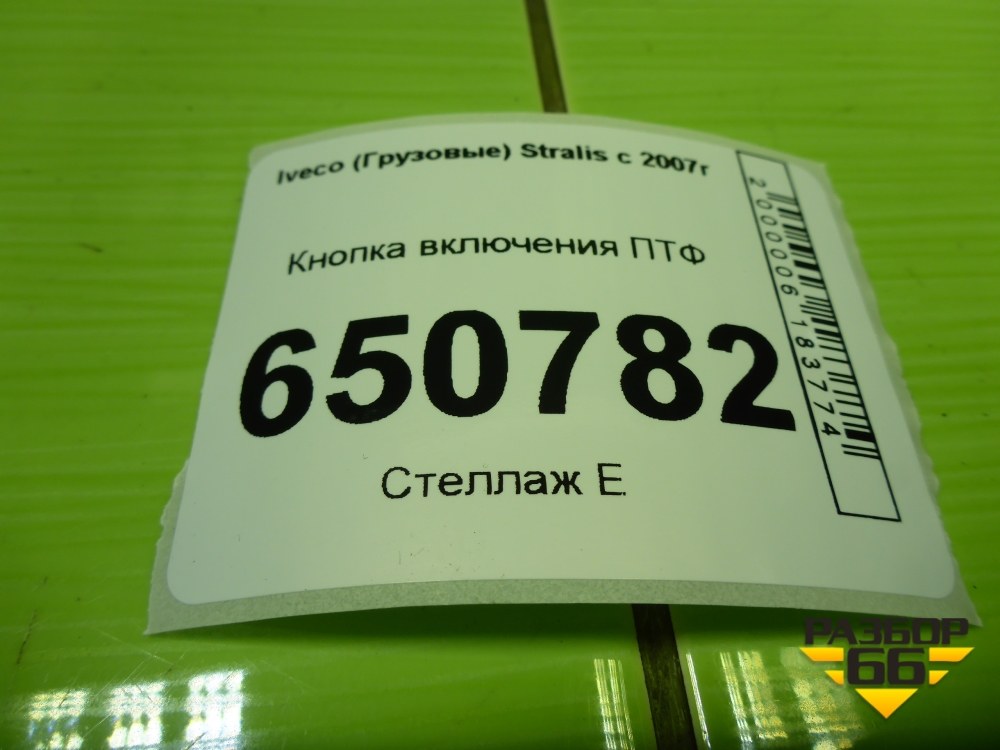 Iveco (Грузовые) Stralis с 2007г
Кнопка включения ПТФ
650782
Стеллаж Е
2000006183774
РАЗБОР
66